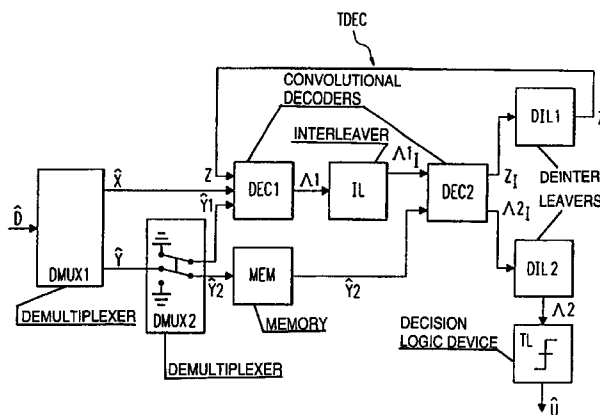 TDEC
CONVOLUTIONAL
DECODERS
INTERLEAVER
DIL1
Z
Z
X̂
DEC1
Λ1
IL
Λ1I
DEC2
ZI
DEINTER
LEAVERS
D̂
Ŷ1
Λ2I
DMUX1
Ŷ
Ŷ2
MEM
Ŷ2
DIL2
DMUX2
DEMULTIPLEXER
MEMORY
DECISION
LOGIC DEVICE
Λ2
TL
DEMULTIPLEXER
Û